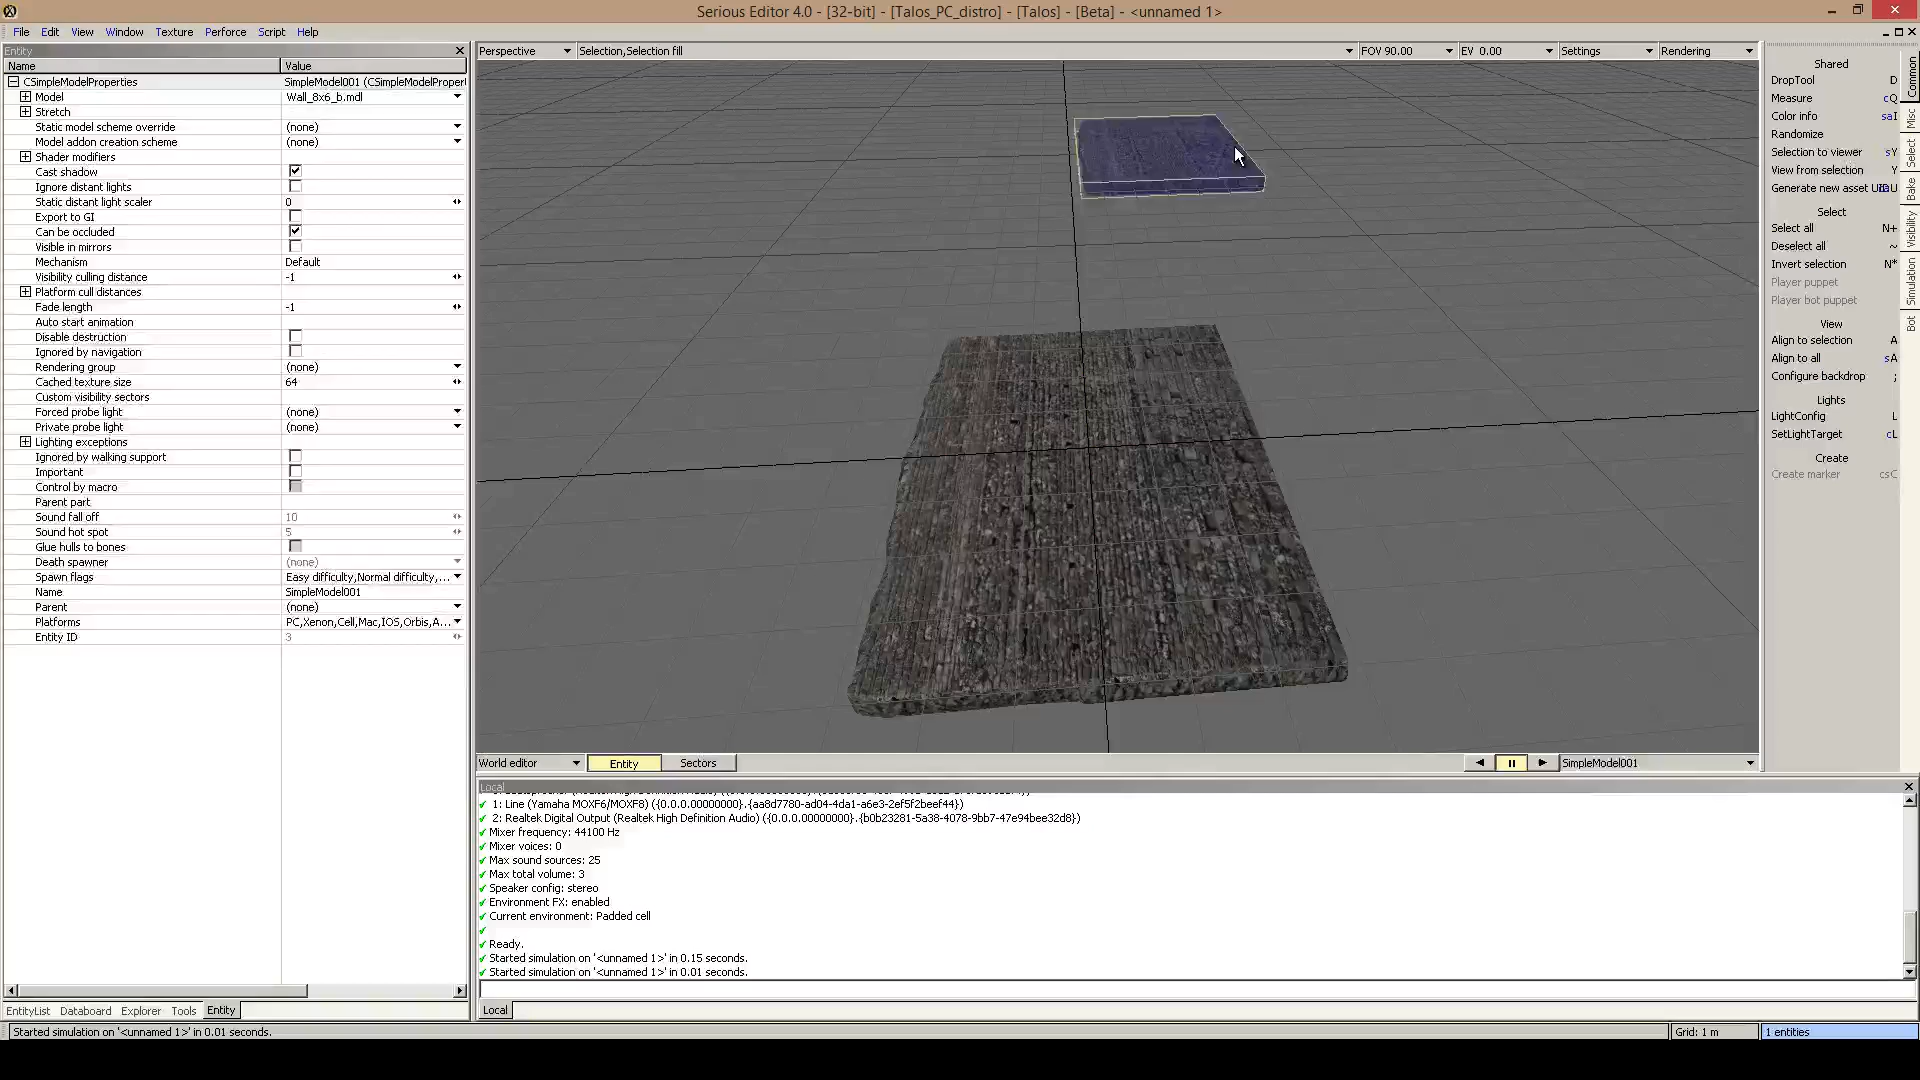 Serious Editor 4.0 - [32-bit] - [Talos_PC_distro] - [Talos] - [Beta] - <unnamed 1>
File Edit View Window Texture Perforce Script Help
Entity
Name Value
CSimpleModelProperties SimpleModel001 (CSimpleModelProper
Model Wall_8x6_b.mdl
Stretch
Static model scheme override (none)
Model addon creation scheme (none)
Shader modifiers
Cast shadow
Ignore distant lights
Static distant light scaler 0
Export to GI
Can be occluded
Visible in mirrors
Mechanism Default
Visibility culling distance -1
Platform cull distances
Fade length -1
Auto start animation
Disable destruction
Ignored by navigation
Rendering group (none)
Cached texture size 64
Custom visibility sectors
Forced probe light (none)
Private probe light (none)
Lighting exceptions
Ignored by walking support
Important
Control by macro
Parent part
Sound fall off 10
Sound hot spot 5
Glue hulls to bones
Death spawner (none)
Spawn flags Easy difficulty,Normal difficulty,...
Name SimpleModel001
Parent (none)
Platforms PC,Xenon,Cell,Mac,IOS,Orbis,A...
Entity ID 3
EntityList Databoard Explorer Tools Entity
Perspective Selection,Selection fill FOV 90.00 EV 0.00 Settings Rendering
World editor Entity Sectors SimpleModel001
Local
1: Line (Yamaha MOXF6/MOXF8) ({0.0.0.00000000}.{aa8d7780-ad04-4da1-a6e3-2ef5f2beef44})
2: Realtek Digital Output (Realtek High Definition Audio) ({0.0.0.00000000}.{b0b23281-5a38-4078-9bb7-47e94bee32d8})
Mixer frequency: 44100 Hz
Mixer voices: 0
Max sound sources: 25
Max total volume: 3
Speaker config: stereo
Environment FX: enabled
Current environment: Padded cell
Ready.
Started simulation on '<unnamed 1>' in 0.15 seconds.
Started simulation on '<unnamed 1>' in 0.01 seconds.
Local
Shared
DropTool D
Measure cQ
Color info saI
Randomize
Selection to viewer sY
View from selection Y
Generate new asset U
Select
Select all N+
Deselect all ~
Invert selection N*
Player puppet
Player bot puppet
View
Align to selection A
Align to all sA
Configure backdrop ;
Lights
LightConfig L
SetLightTarget cL
Create
Create marker csC
Common
Misc
Select
Bake
Visibility
Simulation
Bot
Started simulation on '<unnamed 1>' in 0.01 seconds. Grid: 1 m 1 entities